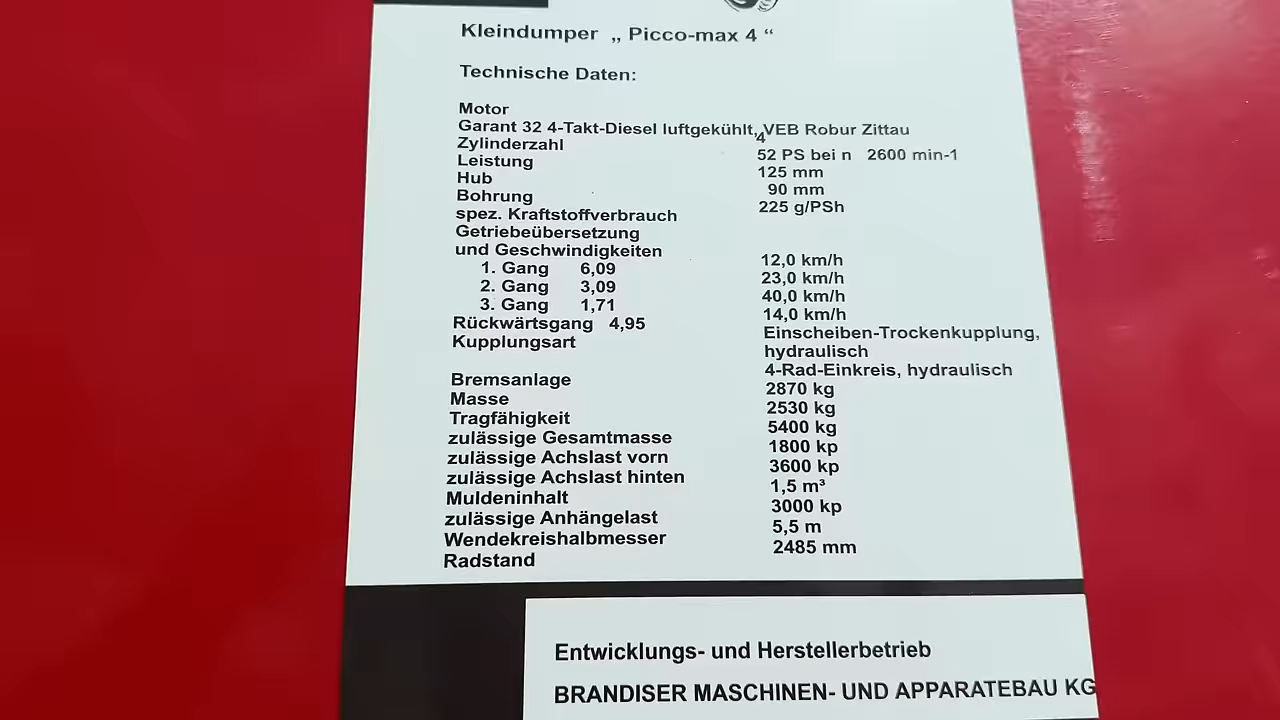 Kleindumper „ Picco-max 4 “
Technische Daten:
Motor
Garant 32 4-Takt-Diesel luftgekühlt, VEB Robur Zittau
Zylinderzahl 4
Leistung 52 PS bei n 2600 min-1
Hub 125 mm
Bohrung 90 mm
spez. Kraftstoffverbrauch 225 g/PSh
Getriebeübersetzung
und Geschwindigkeiten
1. Gang 6,09 12,0 km/h
2. Gang 3,09 23,0 km/h
3. Gang 1,71 40,0 km/h
Rückwärtsgang 4,95 14,0 km/h
Kupplungsart Einscheiben-Trockenkupplung,
hydraulisch
Bremsanlage 4-Rad-Einkreis, hydraulisch
Masse 2870 kg
Tragfähigkeit 2530 kg
zulässige Gesamtmasse 5400 kg
zulässige Achslast vorn 1800 kp
zulässige Achslast hinten 3600 kp
Muldeninhalt 1,5 m³
zulässige Anhängelast 3000 kp
Wendekreishalbmesser 5,5 m
Radstand 2485 mm
Entwicklungs- und Herstellerbetrieb
BRANDISER MASCHINEN- UND APPARATEBAU KG